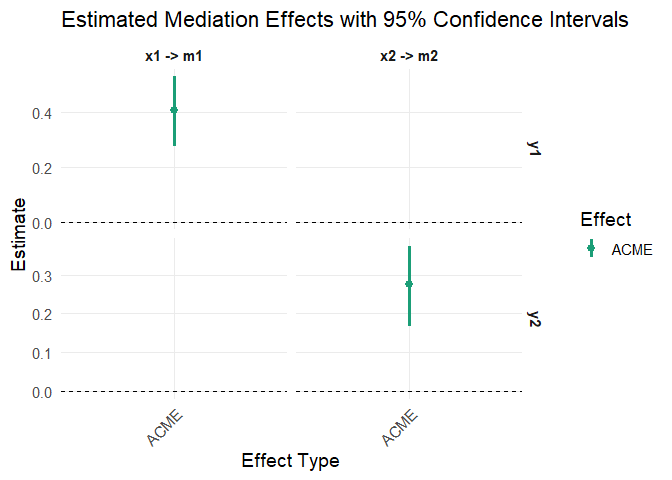 Estimated Mediation Effects with 95% Confidence Intervals
x1 -> m1
x2 -> m2
0.4
0.2
0.0
y1
Estimate
0.3
0.2
0.1
0.0
y2
Effect
ACME
ACME
ACME
Effect Type